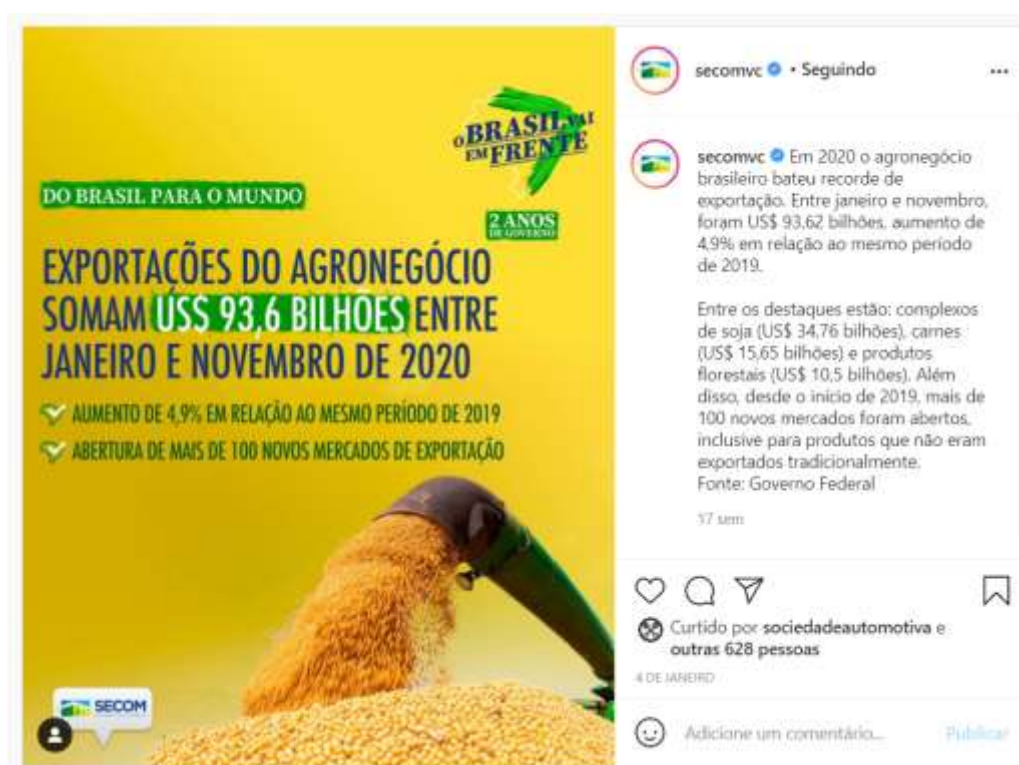 O BRASIL VAI
EM FRENTE
2 ANOS
DE GOVERNO
DO BRASIL PARA O MUNDO
EXPORTAÇÕES DO AGRONEGÓCIO
SOMAM US$ 93,6 BILHÕES ENTRE
JANEIRO E NOVEMBRO DE 2020
AUMENTO DE 4,9% EM RELAÇÃO AO MESMO PERÍODO DE 2019
ABERTURA DE MAIS DE 100 NOVOS MERCADOS DE EXPORTAÇÃO
SECOM
secomvc • Seguindo
secomvc Em 2020 o agronegócio
brasileiro bateu recorde de
exportação. Entre janeiro e novembro,
foram US$ 93,62 bilhões, aumento de
4,9% em relação ao mesmo período
de 2019.
Entre os destaques estão: complexos
de soja (US$ 34,76 bilhões), carnes
(US$ 15,65 bilhões) e produtos
florestais (US$ 10,5 bilhões). Além
disso, desde o início de 2019, mais de
100 novos mercados foram abertos,
inclusive para produtos que não eram
exportados tradicionalmente.
Fonte: Governo Federal
17 sem
Curtido por sociedadeautomotiva e
outras 628 pessoas
4 DE JANEIRO
Adicione um comentário... Publicar